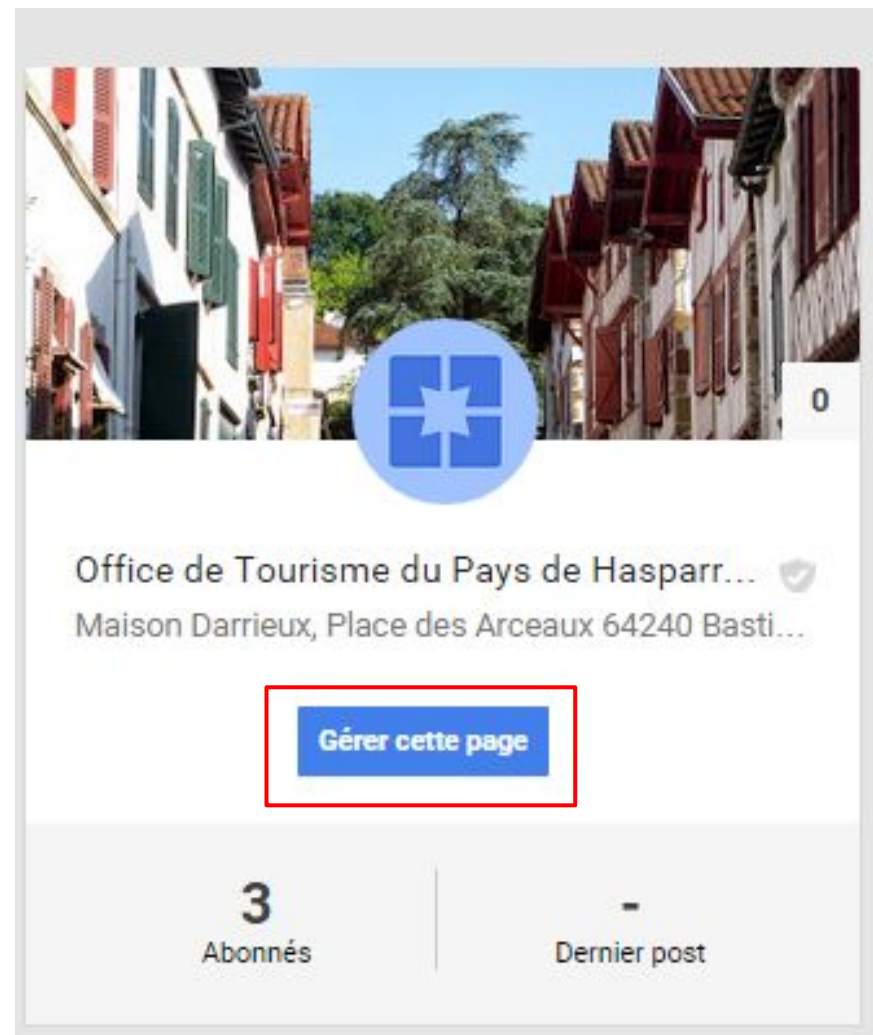 0
Office de Tourisme du Pays de Hasparr...
Maison Darrieux, Place des Arceaux 64240 Basti...
Gérer cette page
3
Abonnés
-
Dernier post